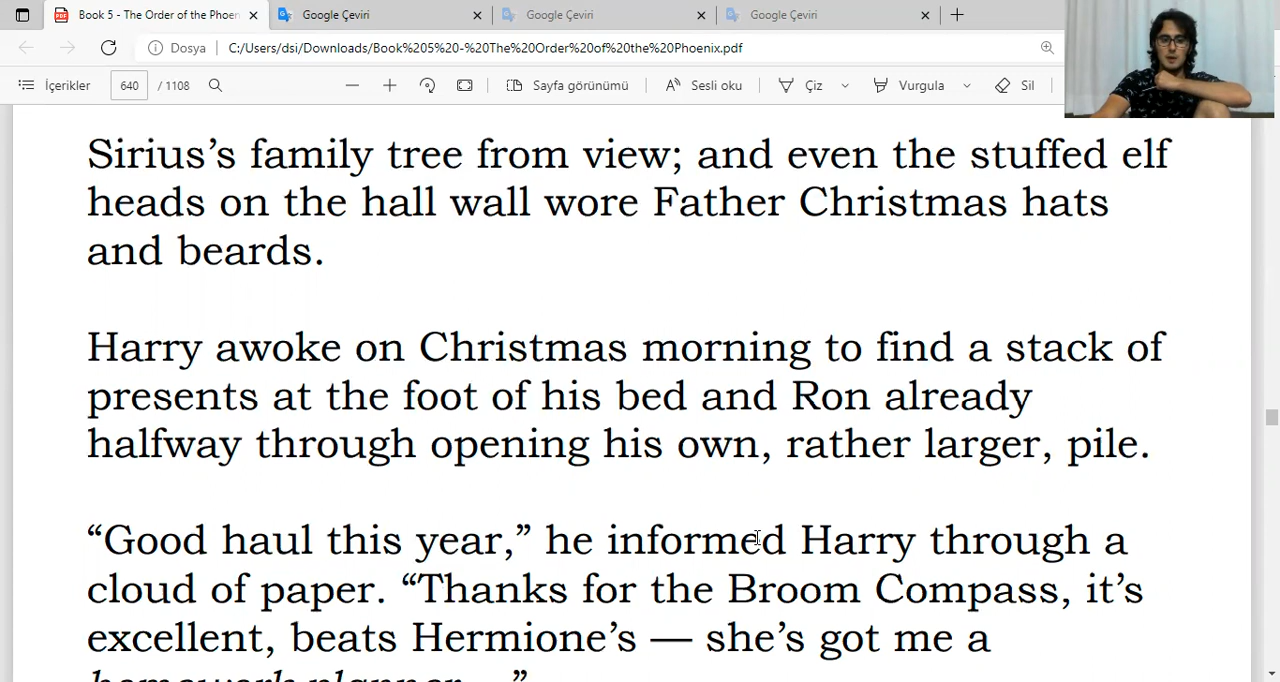 Book 5 - The Order of the Phoen
Google Çeviri
Google Çeviri
Google Çeviri
Dosya
C:/Users/dsi/Downloads/Book%205%20-%20The%20Order%20of%20the%20Phoenix.pdf
İçerikler
640 / 1108
Sayfa görünümü
Sesli oku
Çiz
Vurgula
Sil
Sirius’s family tree from view; and even the stuffed elf
heads on the hall wall wore Father Christmas hats
and beards.
Harry awoke on Christmas morning to find a stack of
presents at the foot of his bed and Ron already
halfway through opening his own, rather larger, pile.
“Good haul this year,” he informed Harry through a
cloud of paper. “Thanks for the Broom Compass, it’s
excellent, beats Hermione’s — she’s got me a
homework planner —”